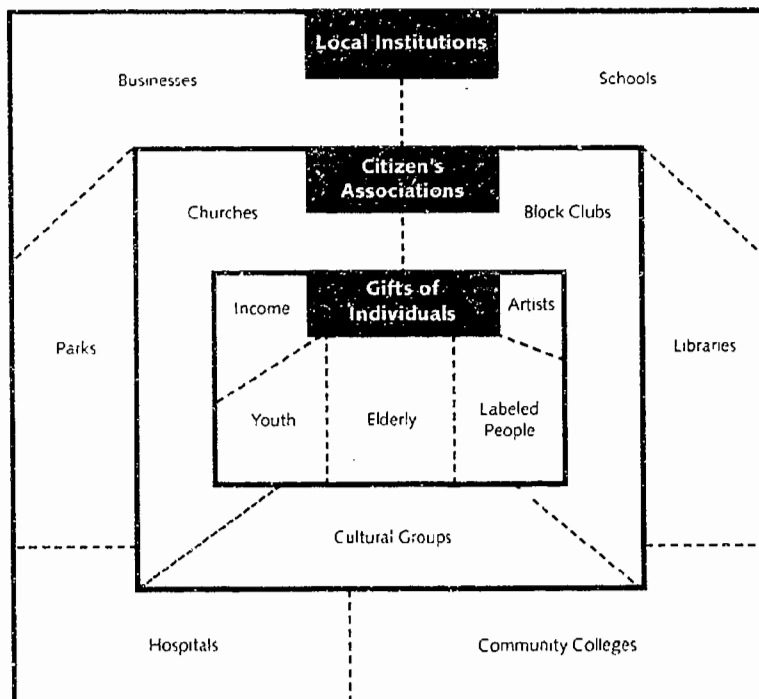 Local Institutions
Businesses
Schools
Citizen's
Associations
Churches
Block Clubs
Gifts of
Individuals
Income
Artists
Parks
Libraries
Youth
Elderly
Labeled
People
Cultural Groups
Hospitals
Community Colleges